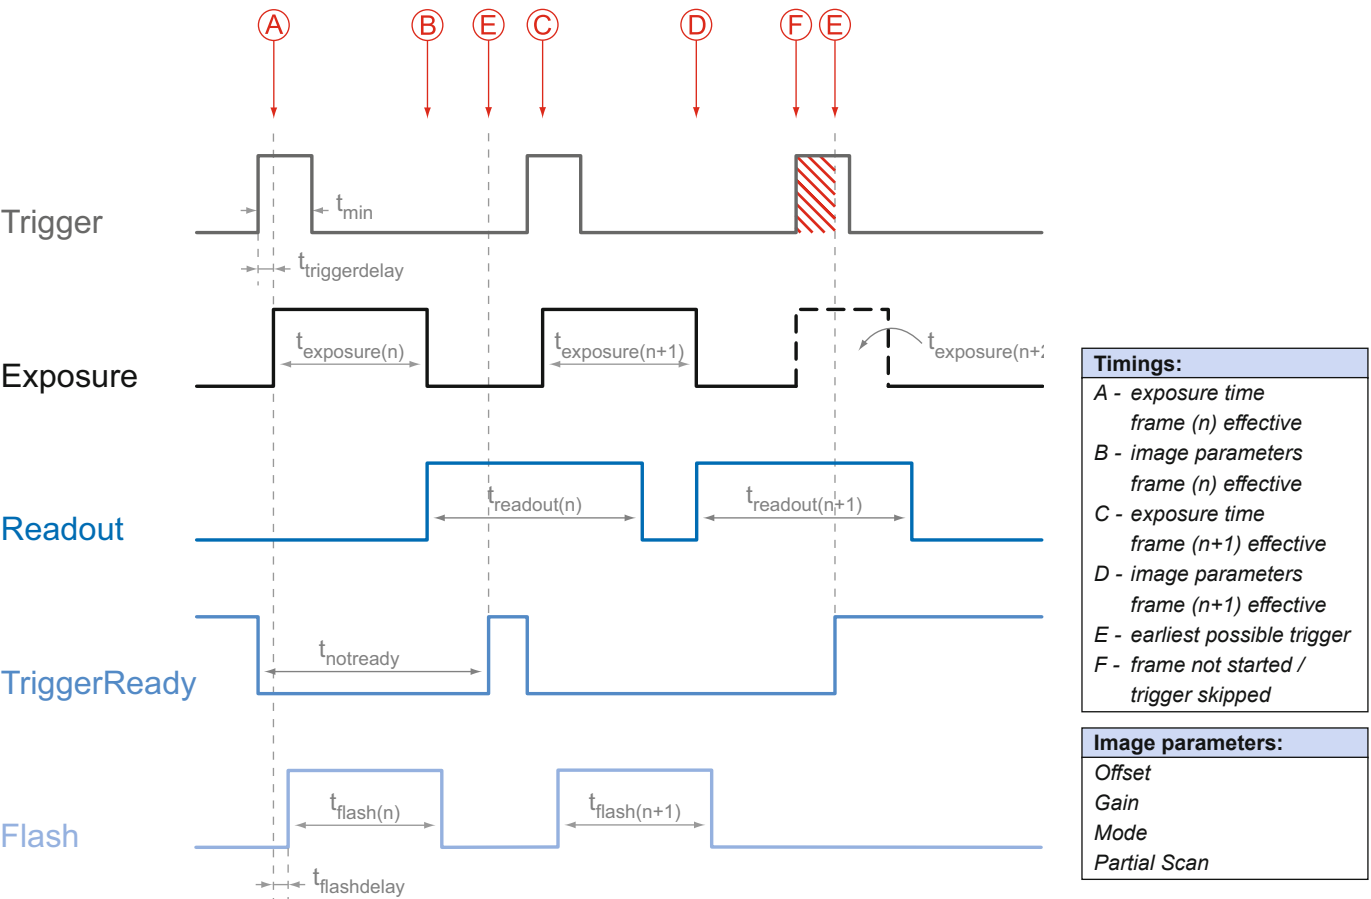 A B E C D F E
Trigger
tmin
ttriggerdelay
Exposure
texposure(n)
texposure(n+1)
texposure(n+2
Readout
treadout(n)
treadout(n+1)
TriggerReady
tnotready
Flash
tflash(n)
tflash(n+1)
tflashdelay
Timings:
A - exposure time
frame (n) effective
B - image parameters
frame (n) effective
C - exposure time
frame (n+1) effective
D - image parameters
frame (n+1) effective
E - earliest possible trigger
F - frame not started /
trigger skipped
Image parameters:
Offset
Gain
Mode
Partial Scan